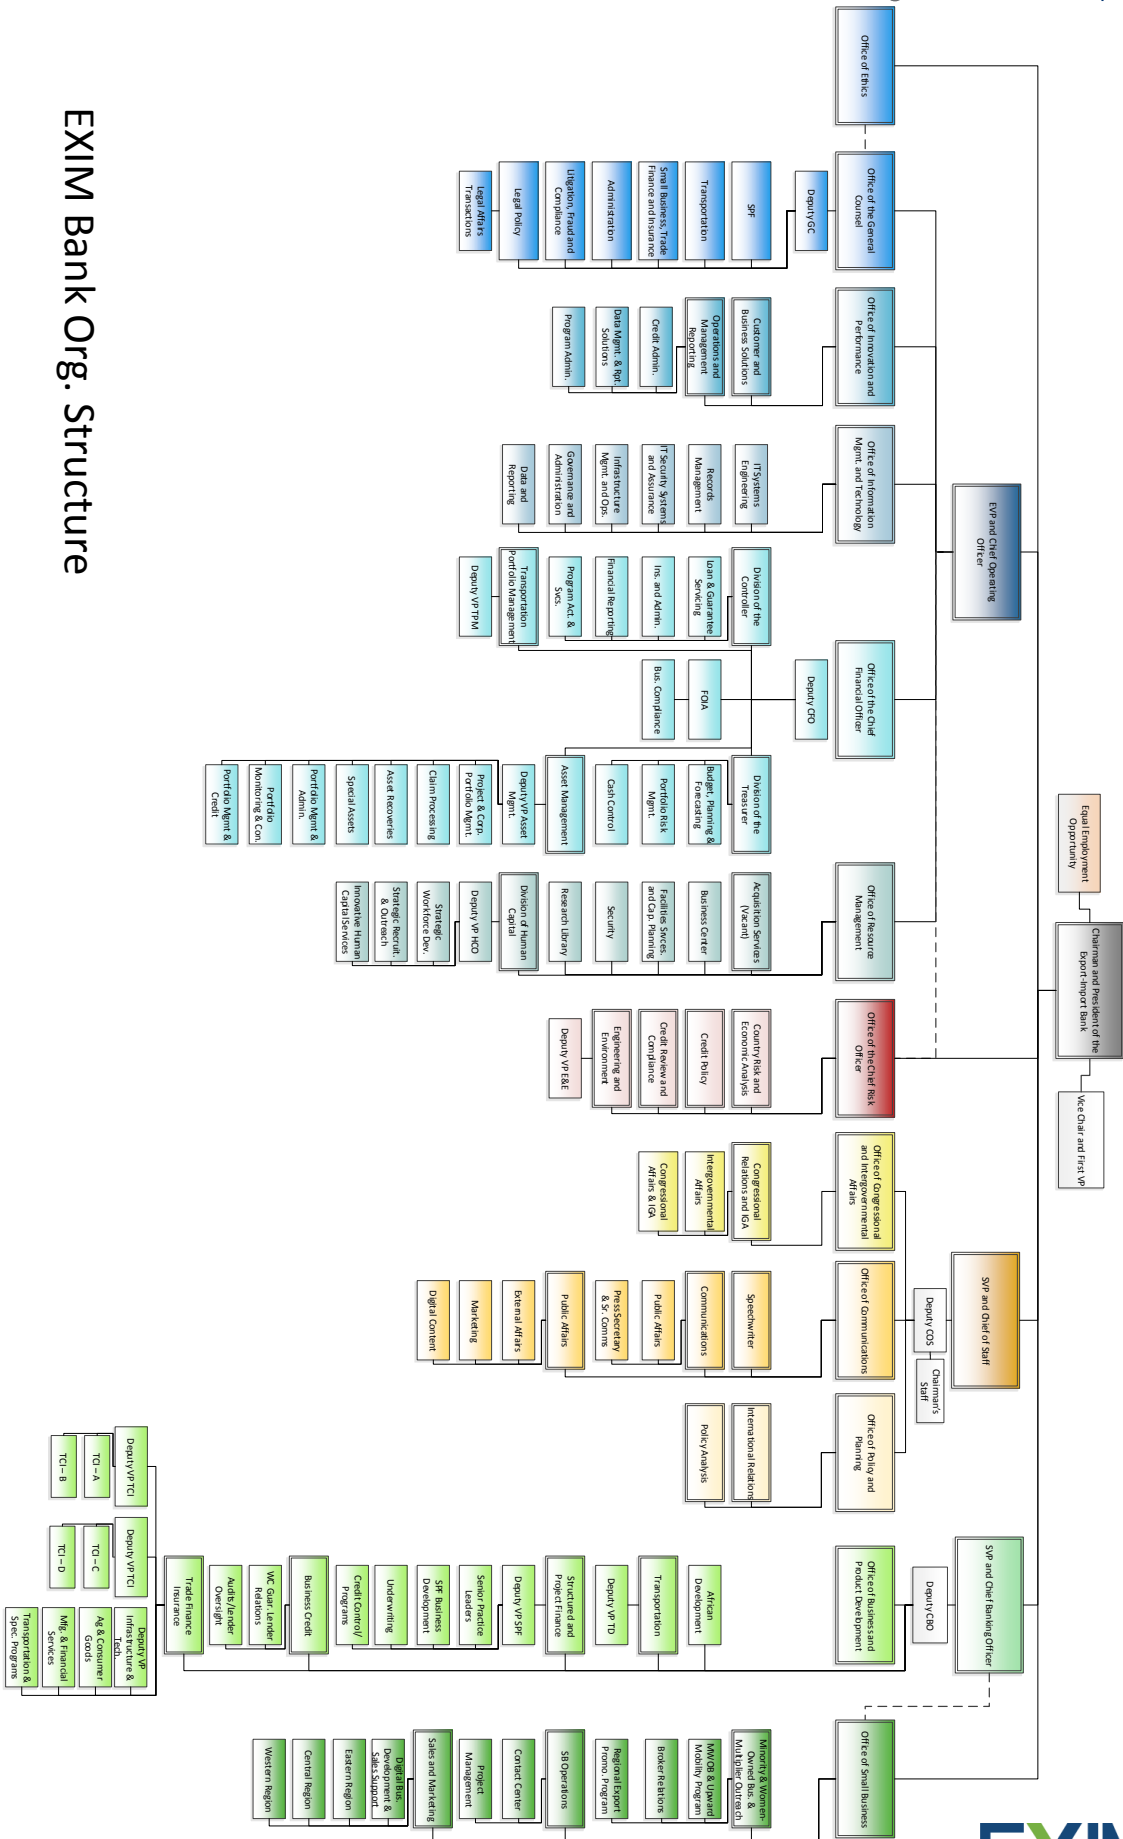 EXIM Bank Org. Structure
Equal Employment
Opportunity
Chairman and President of the
Export-Import Bank
Vice Chair and First VP
EVP and Chief Operating
Officer
SVP and Chief of Staff
Deputy COS
Chairman's
Staff
SVP and Chief Banking Officer
Deputy CBO
Office of Ethics
Office of the General
Counsel
Deputy GC
SPF
Transportation
Small Business, Trade
Finance and Insurance
Administration
Litigation, Fraud and
Compliance
Legal Policy
Legal Affairs
Transactions
Office of Innovation and
Performance
Customer and
Business Solutions
Operations and
Management
Reporting
Credit Admin.
Data Mgmt. & Rpt.
Solutions
Program Admin.
Office of Information
Mgmt. and Technology
IT Systems
Engineering
Records
Management
IT Security Systems
and Assurance
Infrastructure
Mgmt. and Ops.
Governance and
Administration
Data and
Reporting
Office of the Chief
Financial Officer
Deputy CFO
Division of the
Controller
Loan & Guarantee
Servicing
Ins. and Admin.
Financial Reporting
Program Act. &
Svcs.
Transportation
Portfolio Management
Deputy VP TPM
FOIA
Bus. Compliance
Division of the
Treasurer
Budget, Planning &
Forecasting
Portfolio Risk
Mgmt.
Cash Control
Asset Management
Deputy VP Asset
Mgmt.
Project & Corp.
Portfolio Mgmt.
Claim Processing
Asset Recoveries
Special Assets
Portfolio Mgmt &
Admin.
Portfolio
Monitoring & Con.
Portfolio Mgmt &
Credit
Office of Resource
Management
Acquisition Services
(Vacant)
Business Center
Facilities Srvces.
and Cap. Planning
Security
Research Library
Division of Human
Capital
Deputy VP HCO
Strategic
Workforce Dev.
Strategic Recruit.
& Outreach
Innovative Human
Capital Services
Office of the Chief Risk
Officer
Country Risk and
Economic Analysis
Credit Policy
Credit Review and
Compliance
Engineering and
Environment
Deputy VP E&E
Office of Congressional
and Intergovernmental
Affairs
Congressional
Relations and IGA
Intergovernmental
Affairs
Congressional
Affairs & IGA
Office of Communications
Speechwriter
Communications
Public Affairs
Press Secretary
& Sr. Comms
Public Affairs
External Affairs
Marketing
Digital Content
Office of Policy and
Planning
International Relations
Policy Analysis
Office of Business and
Product Development
African
Development
Transportation
Deputy VP TD
Structured and
Project Finance
Deputy VP SPF
Senior Practice
Leaders
SPF Business
Development
Underwriting
Credit Control/
Programs
Business Credit
WC Guar. Lender
Relations
Audits/Lender
Oversight
Trade Finance
Insurance
Deputy VP TCI
TCI – A
TCI – B
Deputy VP TCI
TCI – C
TCI – D
Deputy VP
Infrastructure &
Tech.
Ag & Consumer
Goods
Mfg. & Financial
Services
Transportation &
Spec. Programs
Office of Small Business
Minority & Women-
Owned Bus. &
Multiplier Outreach
MWOB & Upward
Mobility Program
Broker Relations
Regional Export
Promo. Program
SB Operations
Contact Center
Project
Management
Sales and Marketing
Digital Bus.
Development &
Sales Support
Eastern Region
Central Region
Western Region